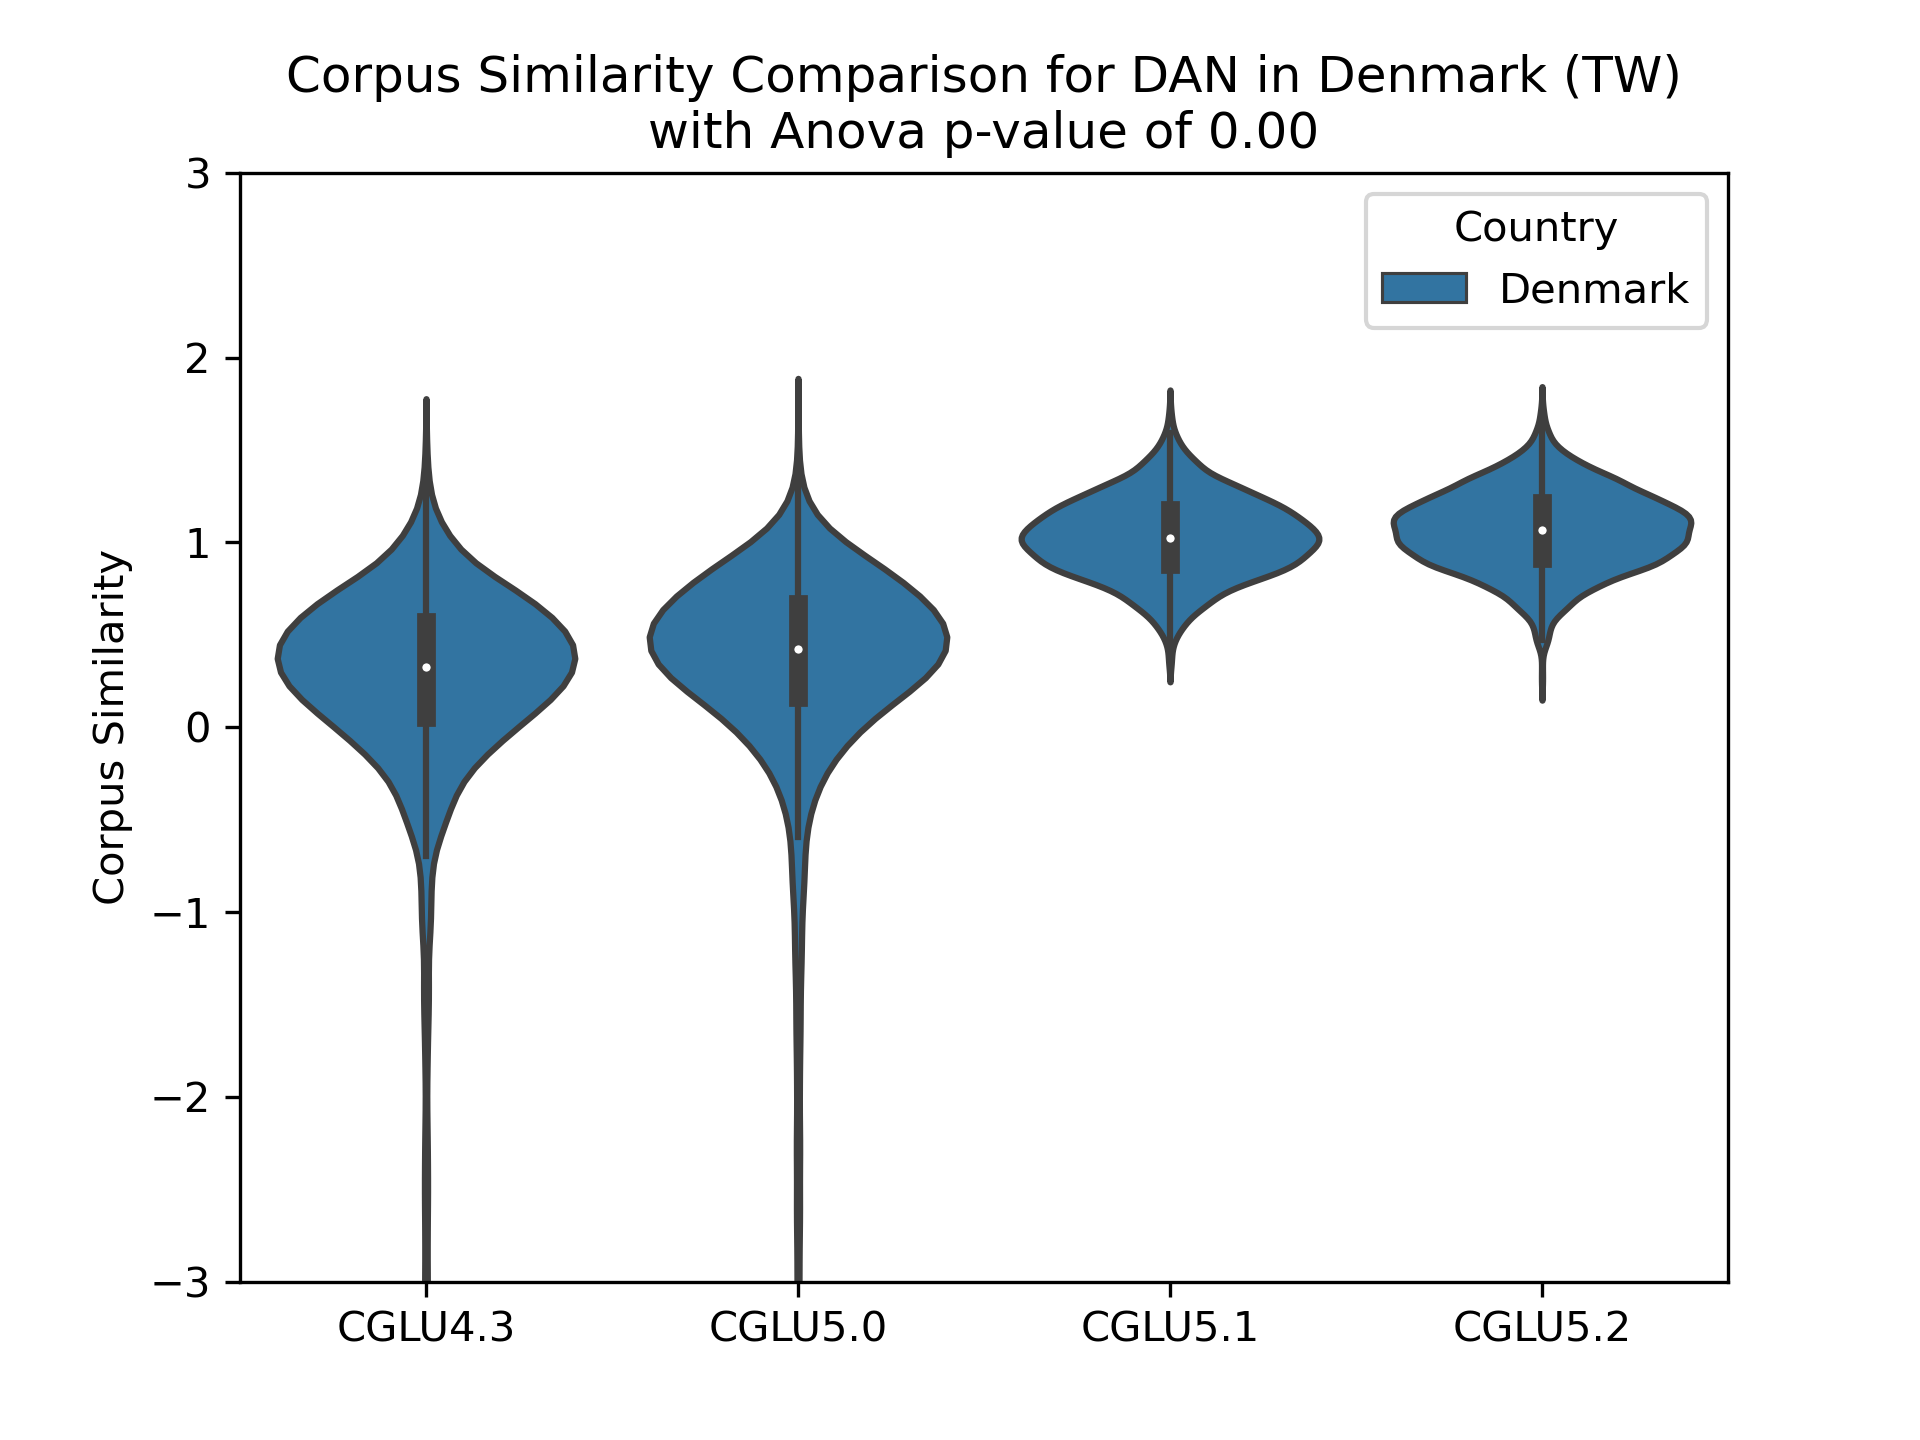 Corpus Similarity Comparison for DAN in Denmark (TW)
with Anova p-value of 0.00
Country
Denmark
Corpus Similarity
3
2
1
0
−1
−2
−3
CGLU4.3
CGLU5.0
CGLU5.1
CGLU5.2